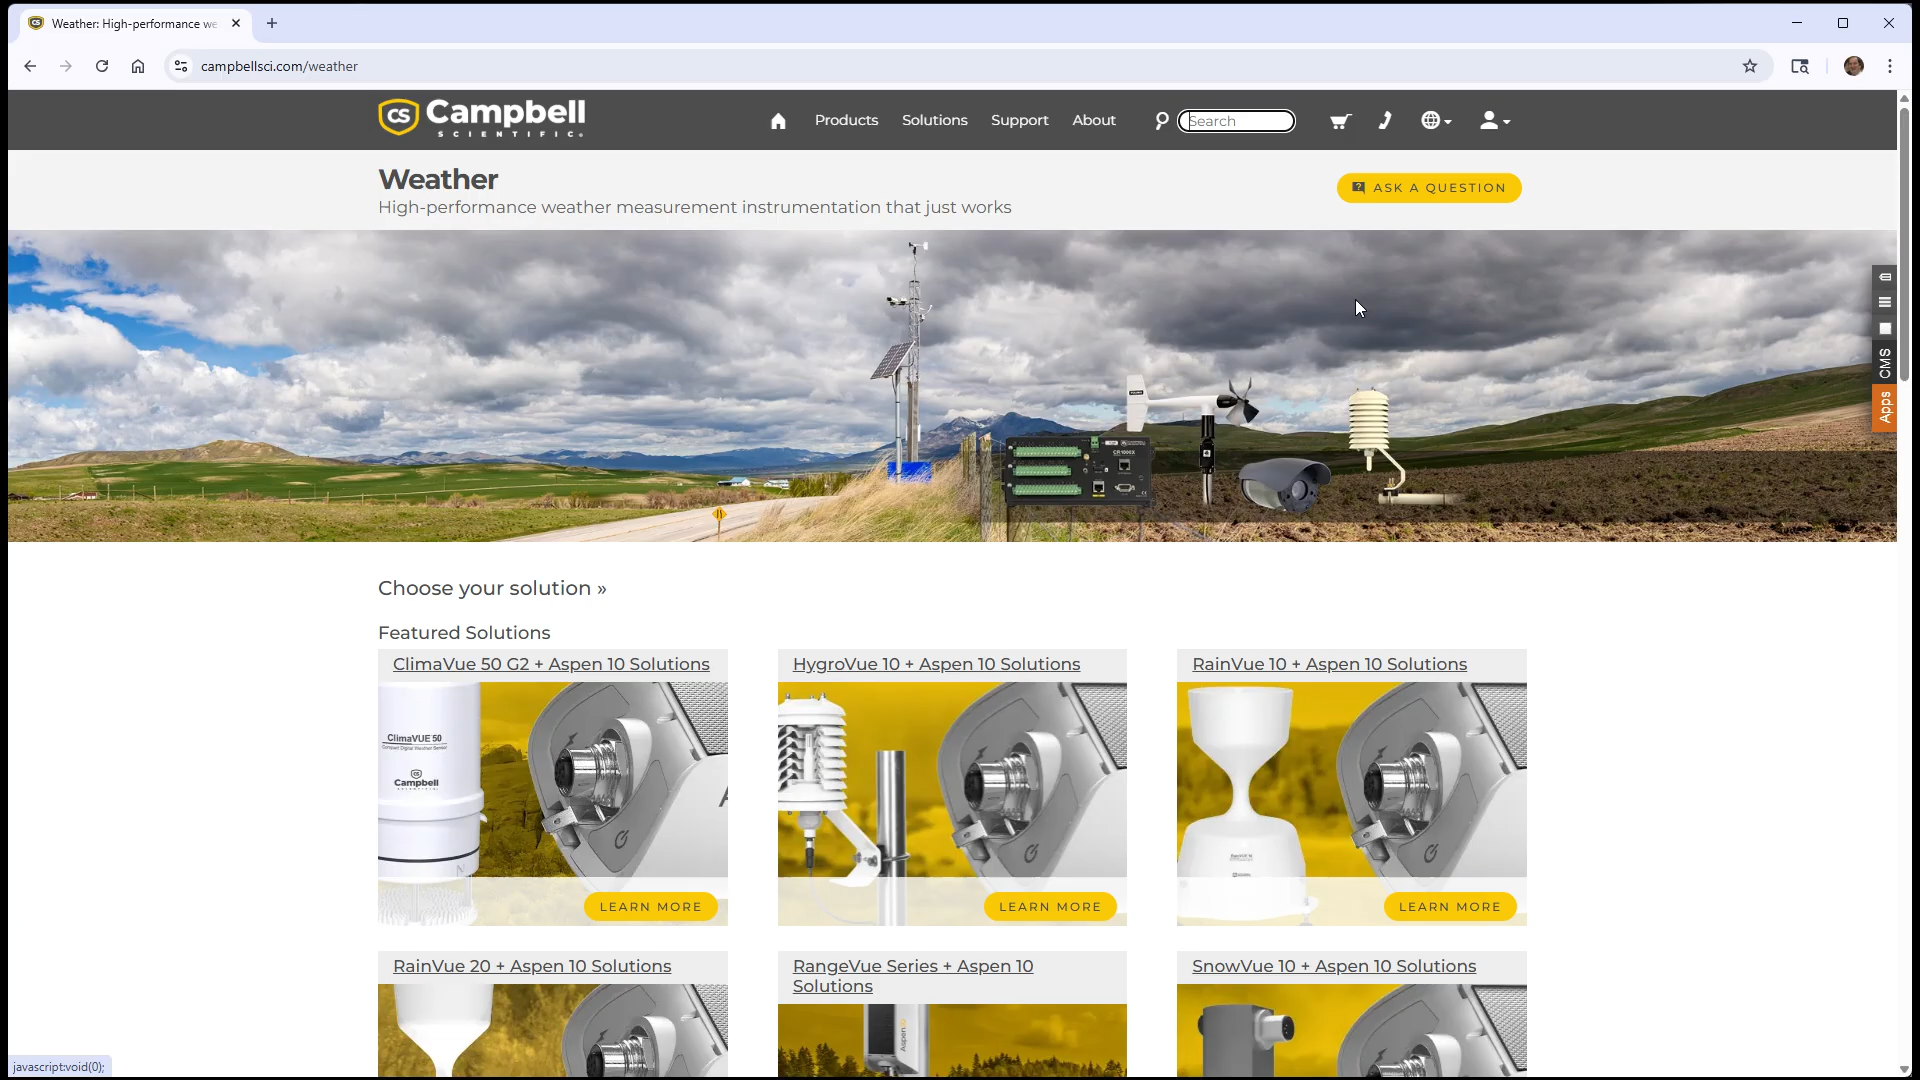 Weather: High-performance we
campbellsci.com/weather
CS Campbell
SCIENTIFIC
Products
Solutions
Support
About
Search
Weather
High-performance weather measurement instrumentation that just works
ASK A QUESTION
CR1000X
CMS
Apps
Choose your solution »
Featured Solutions
ClimaVue 50 G2 + Aspen 10 Solutions
HygroVue 10 + Aspen 10 Solutions
RainVue 10 + Aspen 10 Solutions
ClimaVUE 50
Campbell
LEARN MORE
LEARN MORE
LEARN MORE
RainVue 20 + Aspen 10 Solutions
RangeVue Series + Aspen 10
Solutions
SnowVue 10 + Aspen 10 Solutions
javascript:void(0);